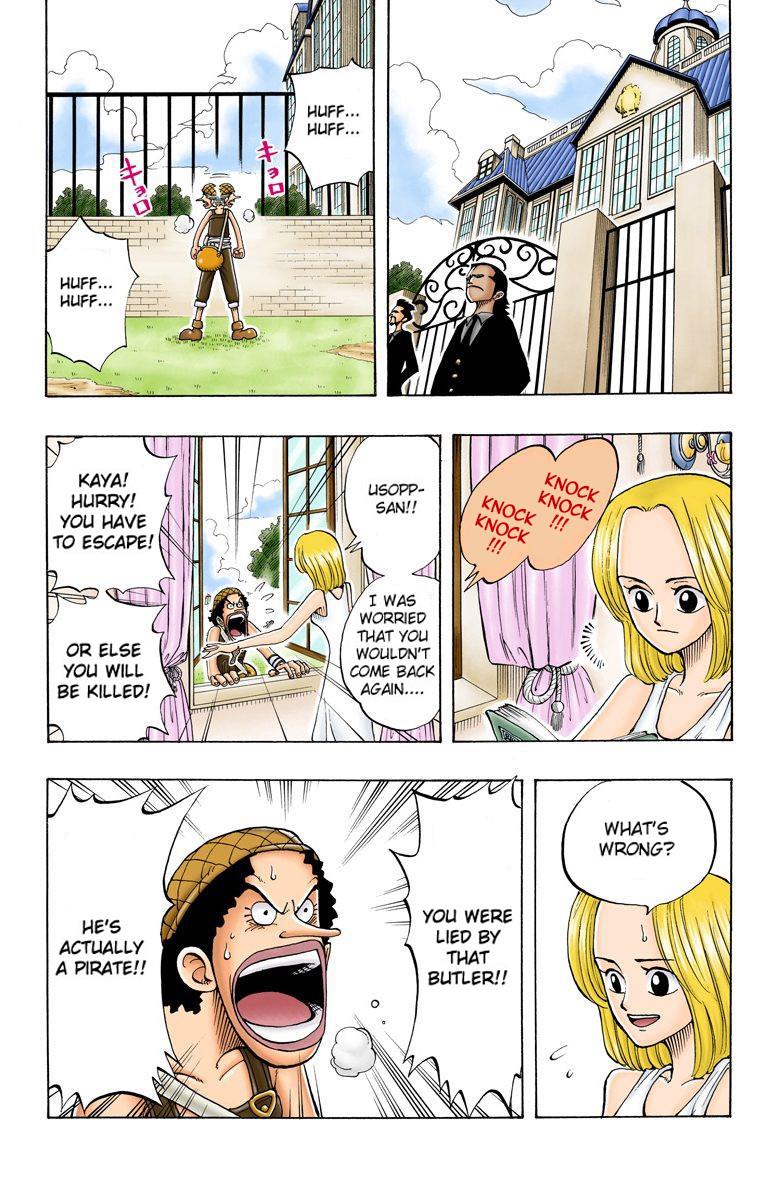 HUFF...
HUFF...
キョロ
キョロ
HUFF...
HUFF...
KNOCK
KNOCK
!!!
KNOCK
KNOCK
!!!
USOPP-
SAN!!
I WAS
WORRIED
THAT YOU
WOULDN'T
COME BACK
AGAIN....
KAYA!
HURRY!
YOU HAVE
TO ESCAPE!
OR ELSE
YOU WILL
BE KILLED!
WHAT'S
WRONG?
YOU WERE
LIED BY
THAT
BUTLER!!
HE'S
ACTUALLY
A PIRATE!!